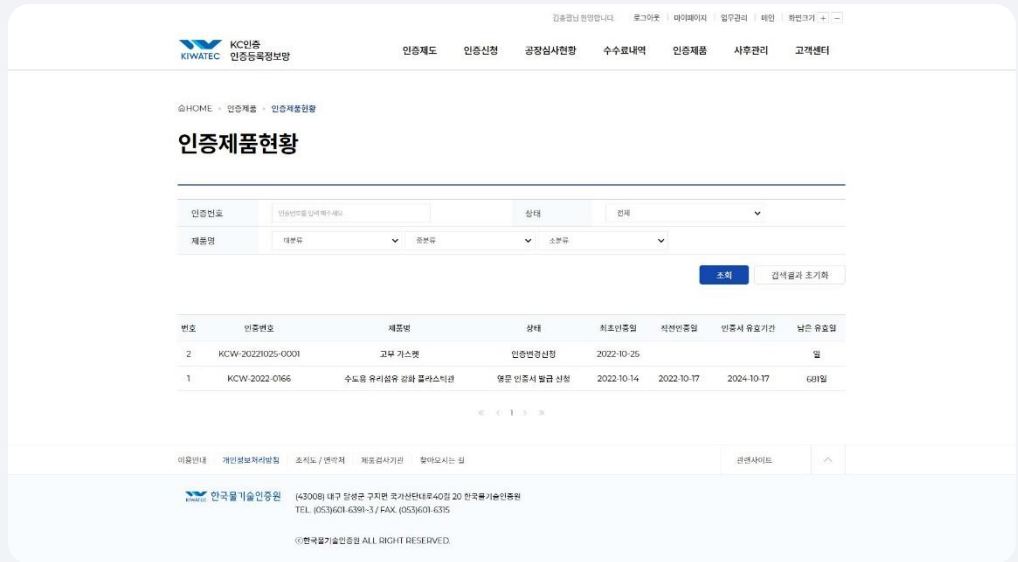 김총괄님 환영합니다. 로그아웃 마이페이지 업무관리 메인 화면크기 + −
KIWATEC KC인증 인증등록정보망
인증제도 인증신청 공장심사현황 수수료내역 인증제품 사후관리 고객센터
HOME 인증제품 인증제품현황
인증제품현황
인증번호 인증번호를 입력해주세요. 상태 전체
제품명 대분류 중분류 소분류
조회 검색결과 초기화
번호 인증번호 제품명 상태 최초인증일 직전인증일 인증서 유효기간 남은 유효일
2 KCW-20221025-0001 고무 가스켓 인증변경신청 2022-10-25 일
1 KCW-2022-0166 수도용 유리섬유 강화 플라스틱관 영문 인증서 발급 신청 2022-10-14 2022-10-17 2024-10-17 681일
« ‹ 1 › »
이용안내 개인정보처리방침 조직도 / 연락처 제품검사기관 찾아오시는 길 관련사이트
KIWATEC 한국물기술인증원 (43008) 대구 달성군 구지면 국가산단대로40길 20 한국물기술인증원
TEL. (053)601-6391~3 / FAX. (053)601-6315
ⓒ한국물기술인증원 ALL RIGHT RESERVED.